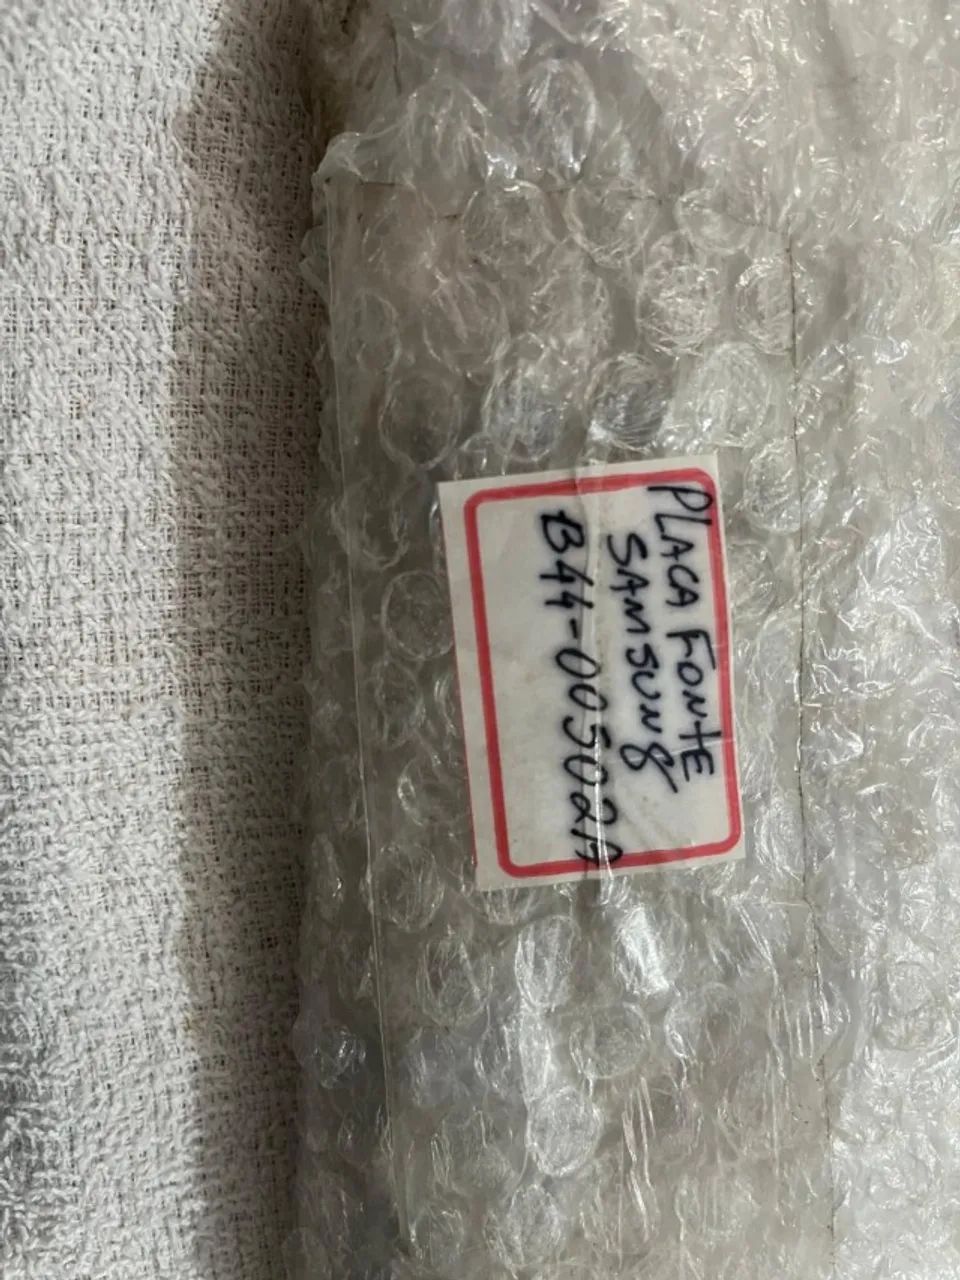 PLACA FONTE
SAMSUNG
B44-00502A